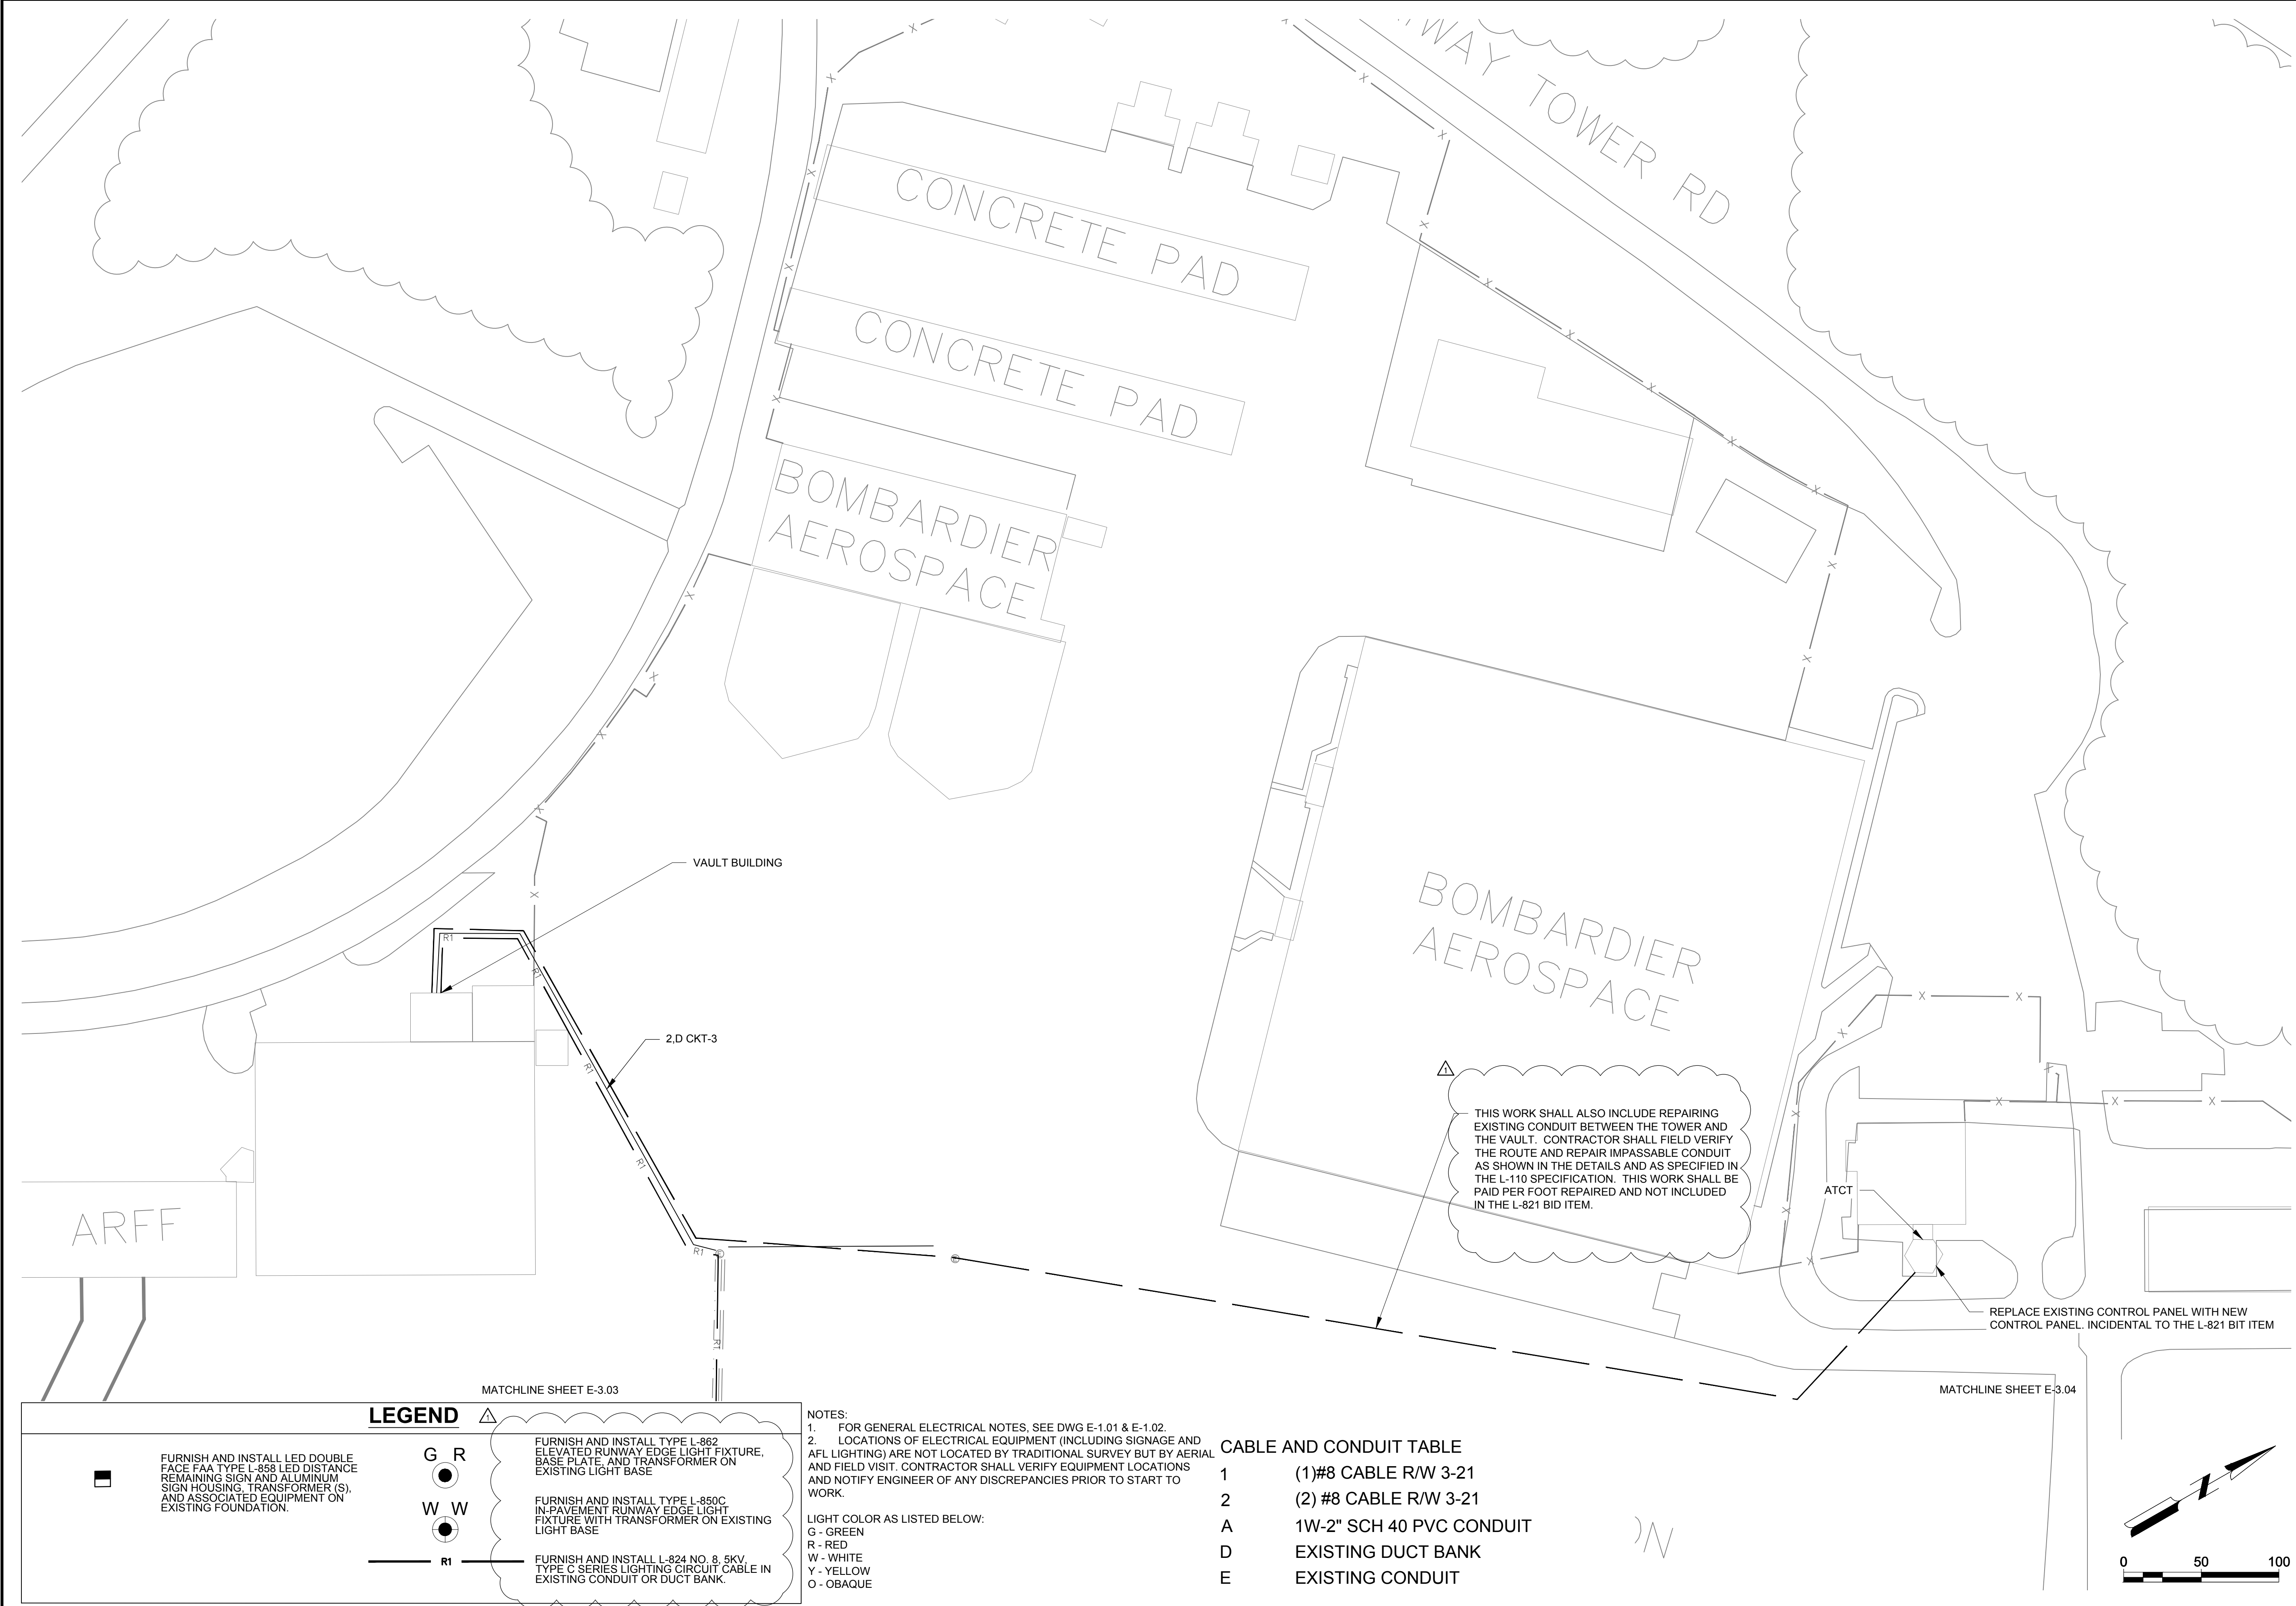 WAY TOWER RD
CONCRETE PAD
CONCRETE PAD
BOMBARDIER
AEROSPACE
VAULT BUILDING
R1
R1
2,D CKT-3
R1
R1
R1
R1
E
BOMBARDIER
AEROSPACE
1
THIS WORK SHALL ALSO INCLUDE REPAIRING
EXISTING CONDUIT BETWEEN THE TOWER AND
THE VAULT. CONTRACTOR SHALL FIELD VERIFY
THE ROUTE AND REPAIR IMPASSABLE CONDUIT
AS SHOWN IN THE DETAILS AND AS SPECIFIED IN
THE L-110 SPECIFICATION. THIS WORK SHALL BE
PAID PER FOOT REPAIRED AND NOT INCLUDED
IN THE L-821 BID ITEM.
ATCT
ARFF
REPLACE EXISTING CONTROL PANEL WITH NEW
CONTROL PANEL. INCIDENTAL TO THE L-821 BIT ITEM
MATCHLINE SHEET E-3.03
MATCHLINE SHEET E-3.04
LEGEND
1
FURNISH AND INSTALL LED DOUBLE
FACE FAA TYPE L-858 LED DISTANCE
REMAINING SIGN AND ALUMINUM
SIGN HOUSING, TRANSFORMER (S),
AND ASSOCIATED EQUIPMENT ON
EXISTING FOUNDATION.
G R
FURNISH AND INSTALL TYPE L-862
ELEVATED RUNWAY EDGE LIGHT FIXTURE,
BASE PLATE, AND TRANSFORMER ON
EXISTING LIGHT BASE
W W
FURNISH AND INSTALL TYPE L-850C
IN-PAVEMENT RUNWAY EDGE LIGHT
FIXTURE WITH TRANSFORMER ON EXISTING
LIGHT BASE
R1
FURNISH AND INSTALL L-824 NO. 8, 5KV,
TYPE C SERIES LIGHTING CIRCUIT CABLE IN
EXISTING CONDUIT OR DUCT BANK.
NOTES:
1. FOR GENERAL ELECTRICAL NOTES, SEE DWG E-1.01 & E-1.02.
2. LOCATIONS OF ELECTRICAL EQUIPMENT (INCLUDING SIGNAGE AND
AFL LIGHTING) ARE NOT LOCATED BY TRADITIONAL SURVEY BUT BY AERIAL
AND FIELD VISIT. CONTRACTOR SHALL VERIFY EQUIPMENT LOCATIONS
AND NOTIFY ENGINEER OF ANY DISCREPANCIES PRIOR TO START TO
WORK.
LIGHT COLOR AS LISTED BELOW:
G - GREEN
R - RED
W - WHITE
Y - YELLOW
O - OBAQUE
CABLE AND CONDUIT TABLE
1 (1)#8 CABLE R/W 3-21
2 (2) #8 CABLE R/W 3-21
A 1W-2" SCH 40 PVC CONDUIT
D EXISTING DUCT BANK
E EXISTING CONDUIT
N
0 50 100